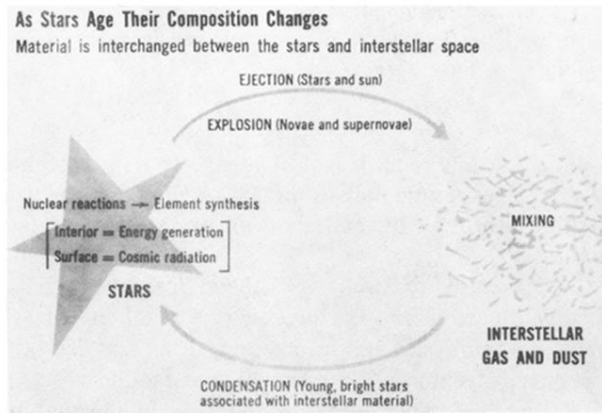 As Stars Age Their Composition Changes
Material is interchanged between the stars and interstellar space
EJECTION (Stars and sun)
EXPLOSION (Novae and supernovae)
Nuclear reactions → Element synthesis
Interior = Energy generation
Surface = Cosmic radiation
STARS
MIXING
INTERSTELLAR
GAS AND DUST
CONDENSATION (Young, bright stars
associated with interstellar material)